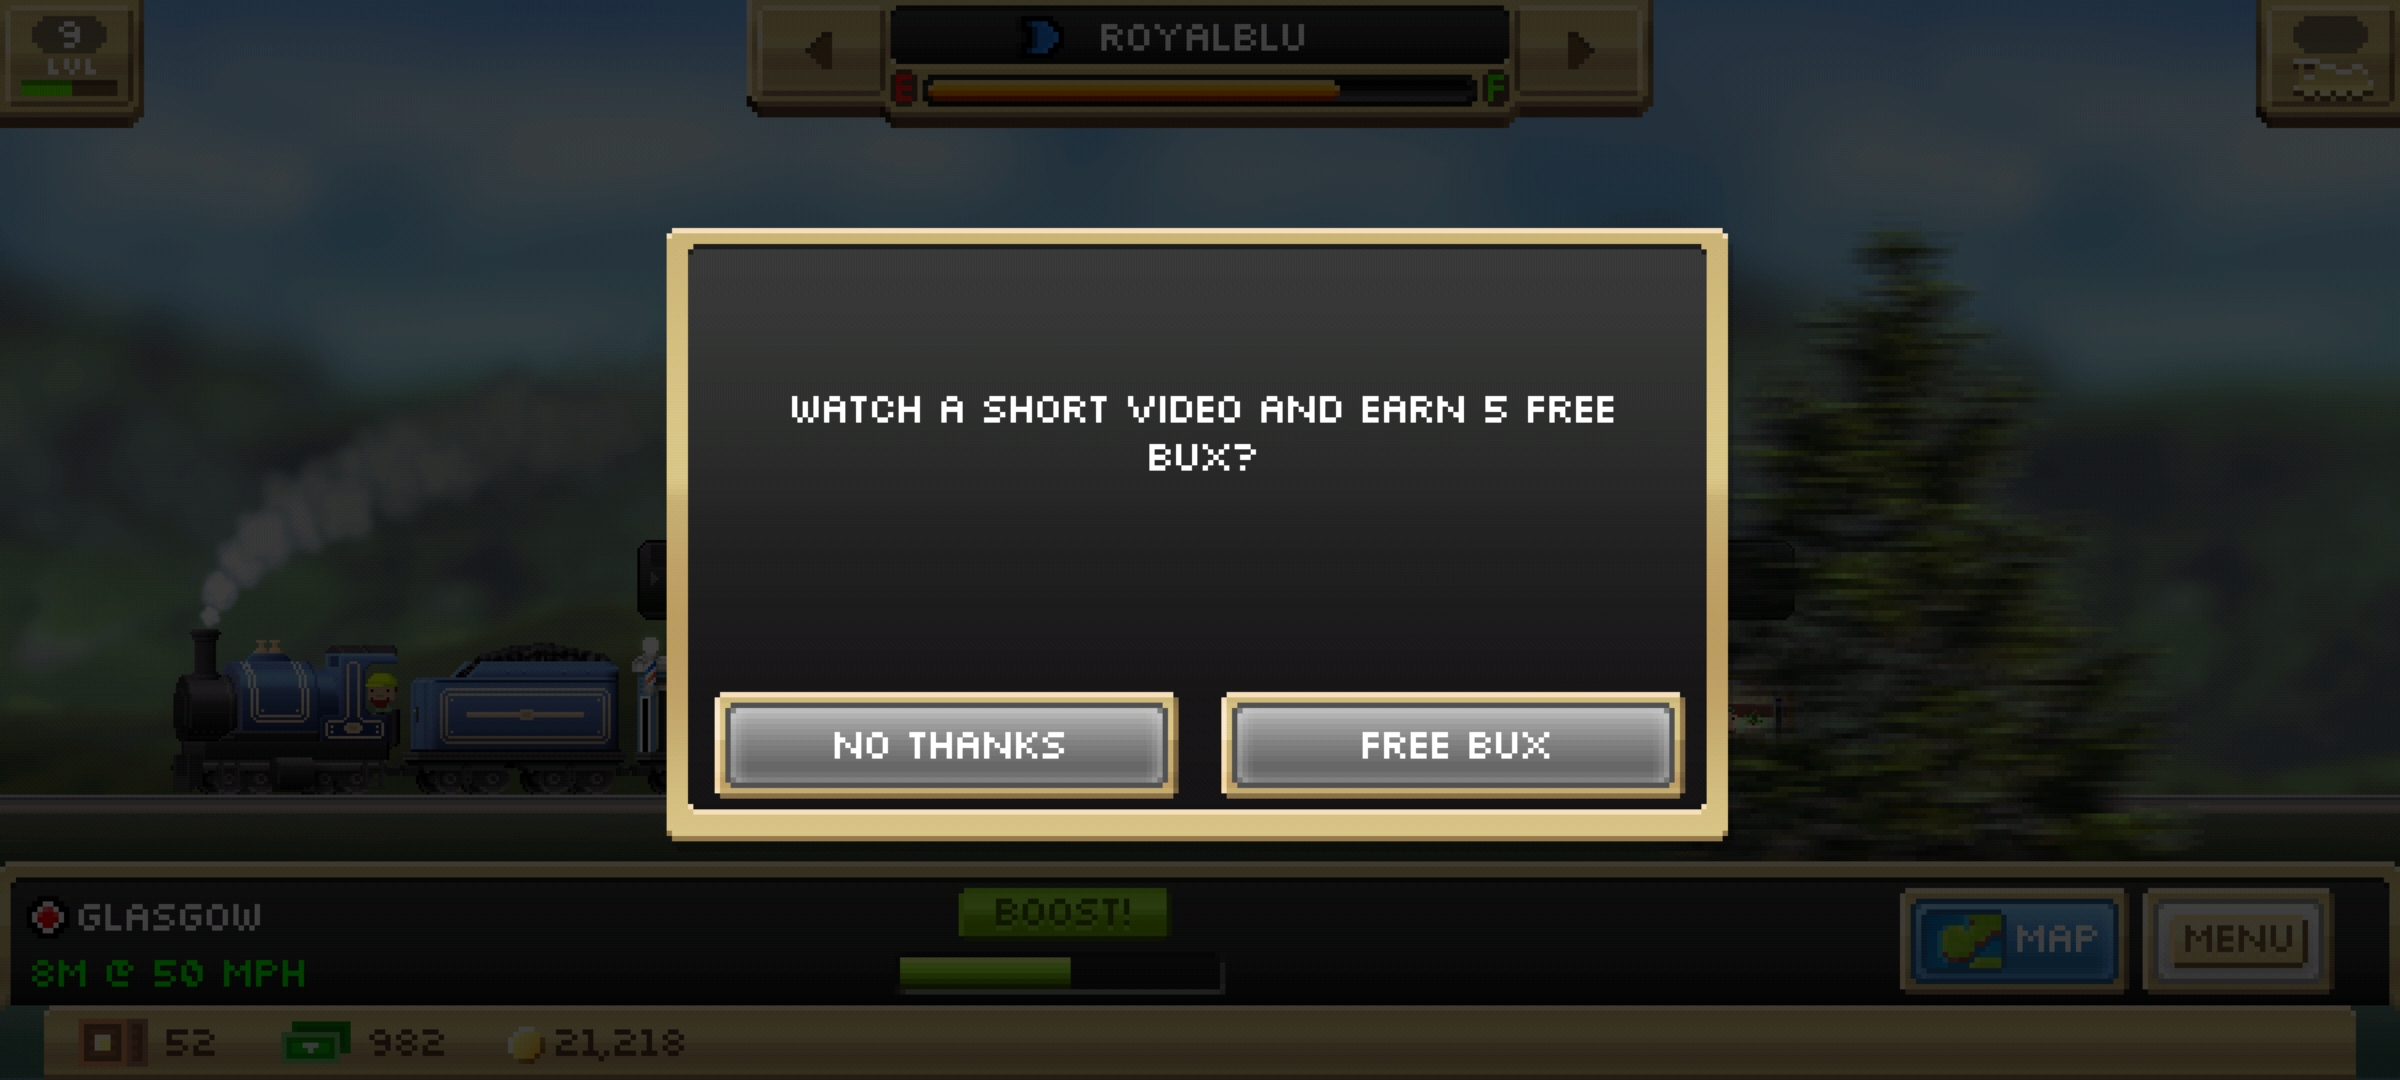 9
LVL
ROYALBLU
E F
WATCH A SHORT VIDEO AND EARN 5 FREE
BUX?
NO THANKS
FREE BUX
GLASGOW
8M @ 50 MPH
BOOST!
MAP
MENU
52
982
21,218